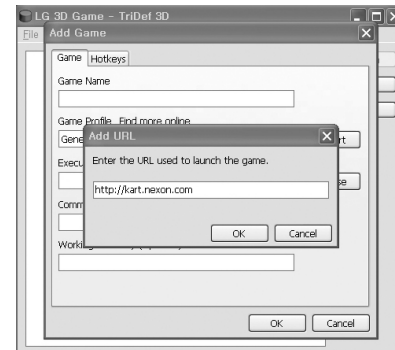 LG 3D Game - TriDef 3D
File
Add Game
Game Hotkeys
Game Name
Game Profile Find more online
Gene
Add URL
Enter the URL used to launch the game.
http://kart.nexon.com
OK Cancel
OK Cancel